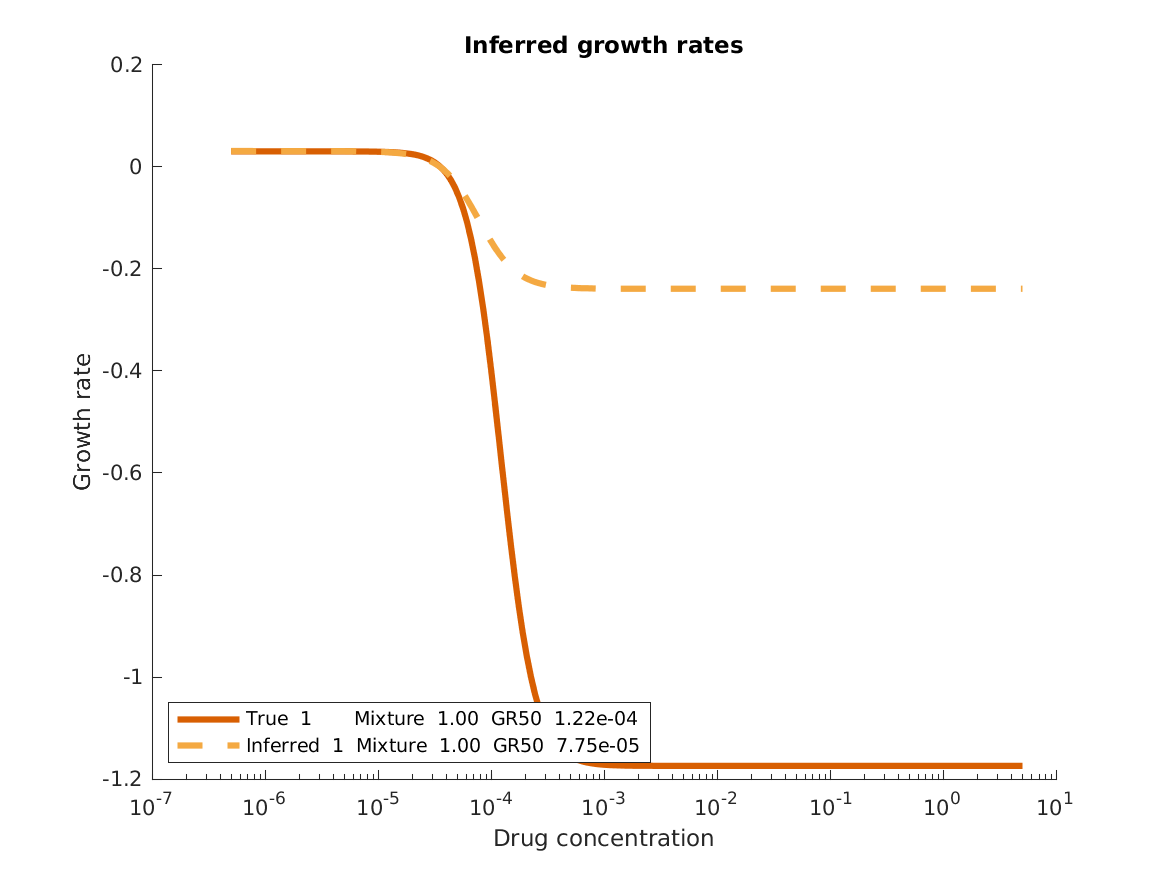 Inferred growth rates
0.2
0
-0.2
-0.4
-0.6
-0.8
-1
-1.2
Growth rate
True 1 Mixture 1.00 GR50 1.22e-04
Inferred 1 Mixture 1.00 GR50 7.75e-05
10^-7 10^-6 10^-5 10^-4 10^-3 10^-2 10^-1 10^0 10^1
Drug concentration